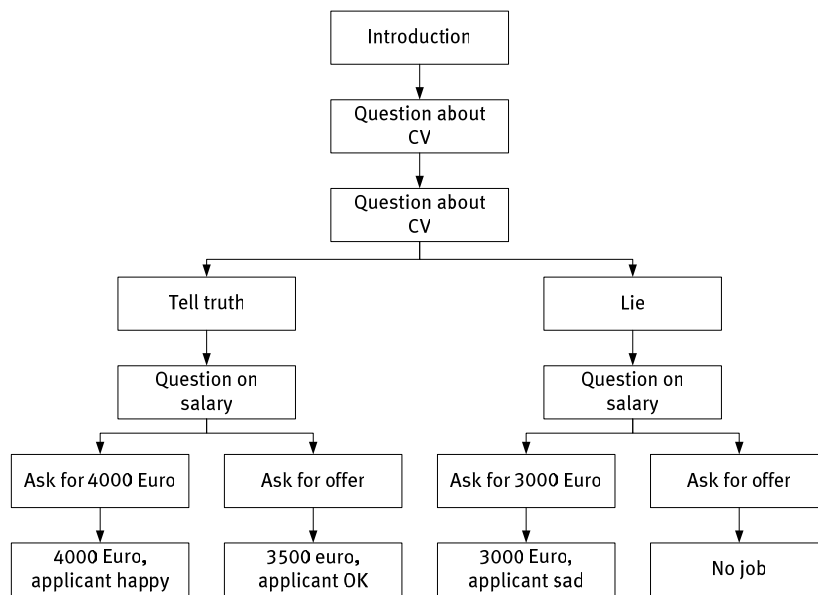 Introduction
Question about
CV
Question about
CV
Tell truth
Lie
Question on
salary
Question on
salary
Ask for 4000 Euro
Ask for offer
Ask for 3000 Euro
Ask for offer
4000 Euro,
applicant happy
3500 euro,
applicant OK
3000 Euro,
applicant sad
No job